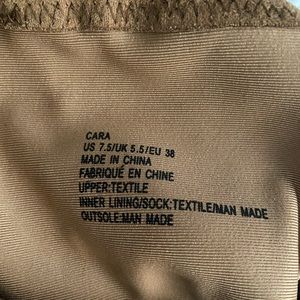 CARA
US 7.5/UK 5.5/EU 38
MADE IN CHINA
FABRIQUÉ EN CHINE
UPPER:TEXTILE
INNER LINING/SOCK:TEXTILE/MAN MADE
OUTSOLE:MAN MADE